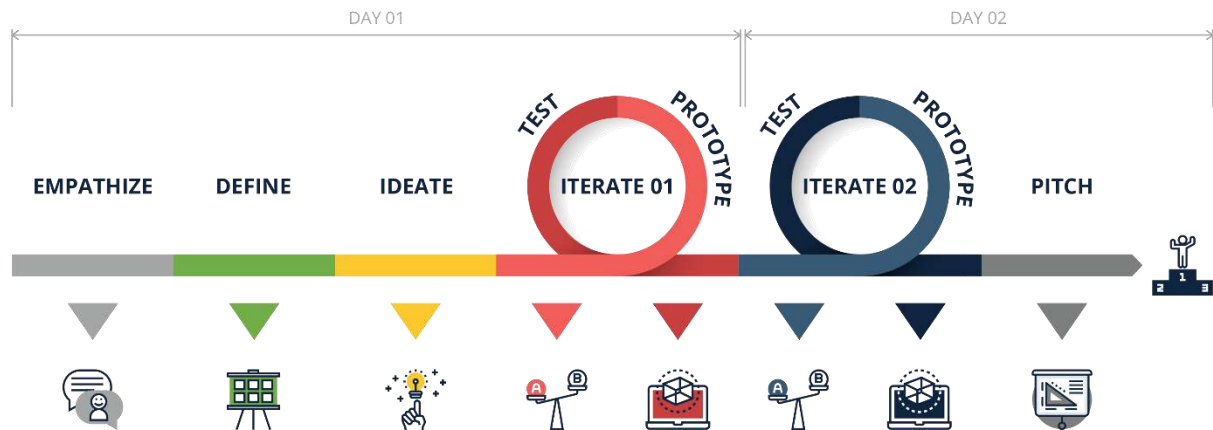 DAY 01
DAY 02
EMPATHIZE
DEFINE
IDEATE
TEST
PROTOTYPE
ITERATE 01
TEST
PROTOTYPE
ITERATE 02
PITCH
1
2
3
A
B
A
B